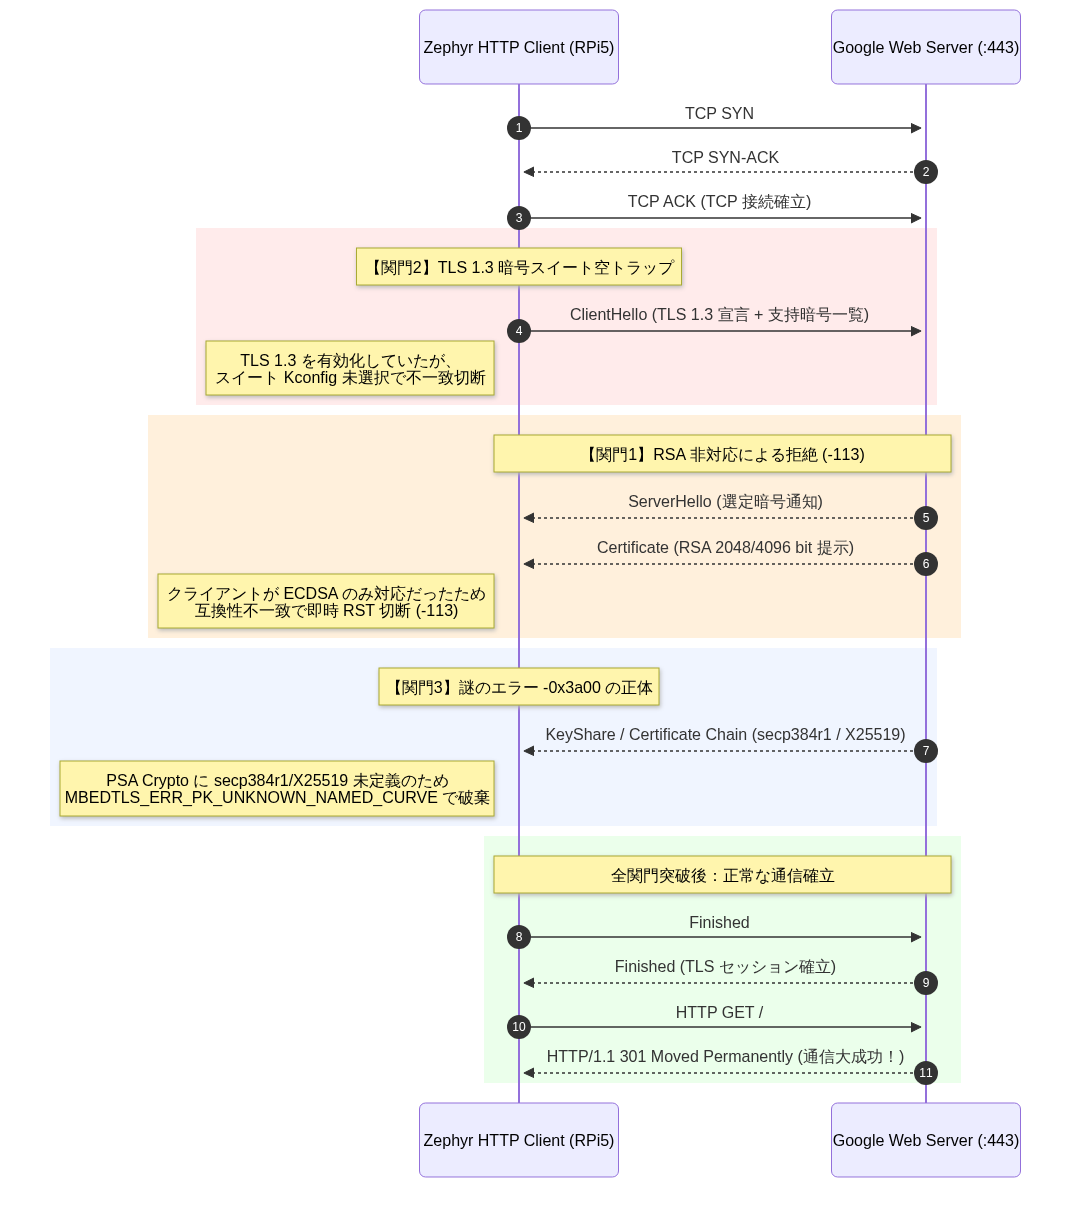 Zephyr HTTP Client (RPi5)
Google Web Server (:443)
TCP SYN
1
TCP SYN-ACK
2
TCP ACK (TCP 接続確立)
3
【関門2】TLS 1.3 暗号スイート空トラップ
ClientHello (TLS 1.3 宣言 + 支持暗号一覧)
4
TLS 1.3 を有効化していたが、
スイート Kconfig 未選択で不一致切断
【関門1】RSA 非対応による拒絶 (-113)
ServerHello (選定暗号通知)
5
Certificate (RSA 2048/4096 bit 提示)
6
クライアントが ECDSA のみ対応だったため
互換性不一致で即時 RST 切断 (-113)
【関門3】謎のエラー -0x3a00 の正体
KeyShare / Certificate Chain (secp384r1 / X25519)
7
PSA Crypto に secp384r1/X25519 未定義のため
MBEDTLS_ERR_PK_UNKNOWN_NAMED_CURVE で破棄
全関門突破後：正常な通信確立
Finished
8
Finished (TLS セッション確立)
9
HTTP GET /
10
HTTP/1.1 301 Moved Permanently (通信大成功！)
11
Zephyr HTTP Client (RPi5)
Google Web Server (:443)